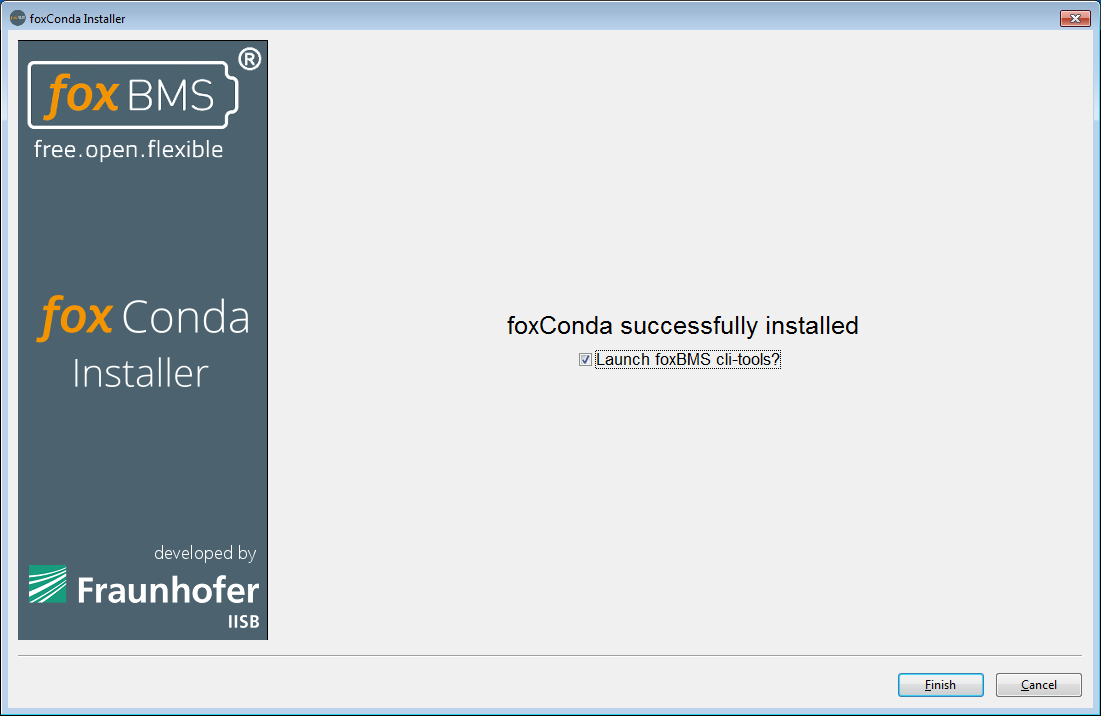 foxConda Installer
®
fox BMS
free.open.flexible
fox Conda
Installer
developed by
Fraunhofer
IISB
foxConda successfully installed
Launch foxBMS cli-tools?
Finish
Cancel